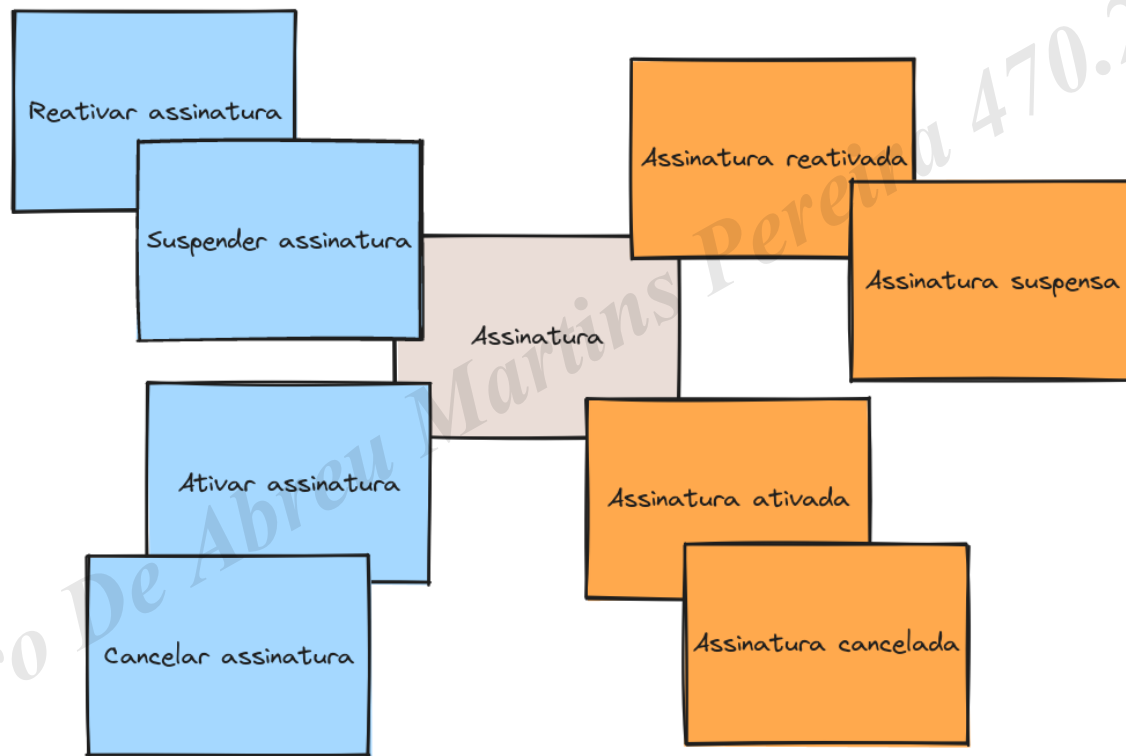 Reativar assinatura
Suspender assinatura
Assinatura reativada
Assinatura suspensa
Assinatura
Ativar assinatura
Cancelar assinatura
Assinatura ativada
Assinatura cancelada
De Abreu Martins Pereira 470.